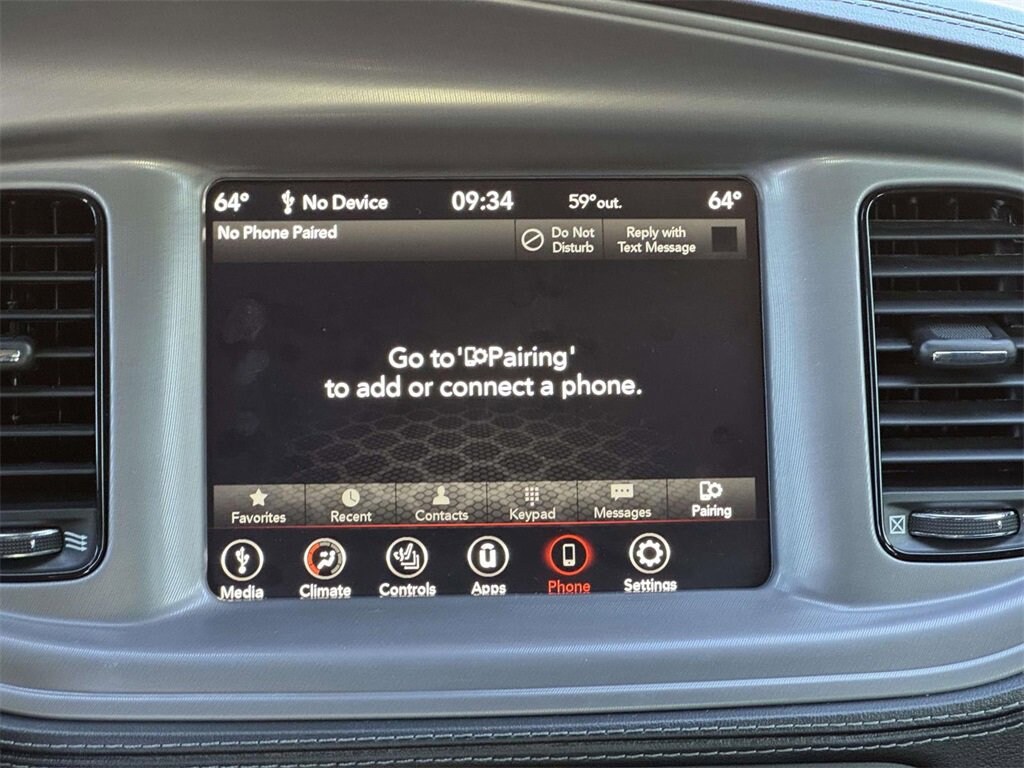 64° No Device 09:34 59° out. 64°
No Phone Paired
Do Not
Disturb
Reply with
Text Message
Go to 'Pairing'
to add or connect a phone.
Favorites Recent Contacts Keypad Messages Pairing
Media Climate Controls Apps Phone Settings